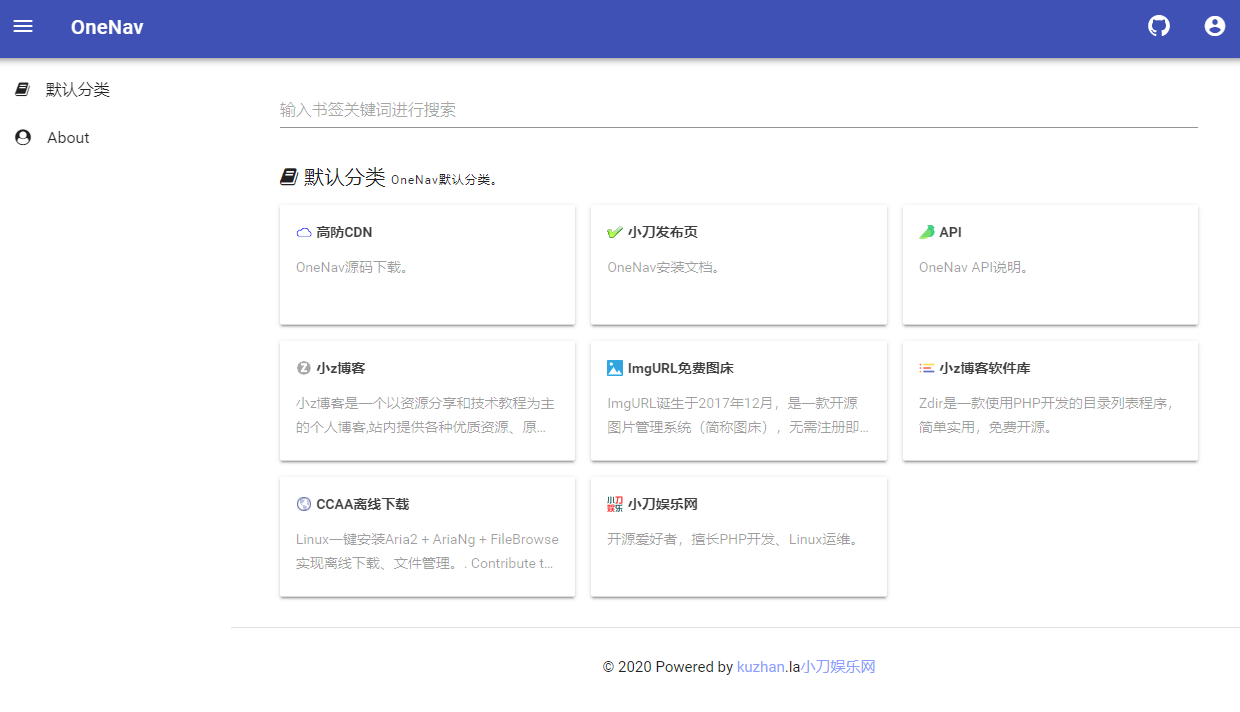 OneNav
默认分类
About
输入书签关键词进行搜索
默认分类 OneNav默认分类。
高防CDN
OneNav源码下载。
小刀发布页
OneNav安装文档。
API
OneNav API说明。
小z博客
小z博客是一个以资源分享和技术教程为主
的个人博客,站内提供各种优质资源、原...
ImgURL免费图床
ImgURL诞生于2017年12月，是一款开源
图片管理系统（简称图床），无需注册即...
小z博客软件库
Zdir是一款使用PHP开发的目录列表程序，
简单实用，免费开源。
CCAA离线下载
Linux一键安装Aria2 + AriaNg + FileBrowse
实现离线下载、文件管理。. Contribute t...
小刀娱乐
小刀娱乐网
开源爱好者，擅长PHP开发、Linux运维。
© 2020 Powered by kuzhan.la小刀娱乐网